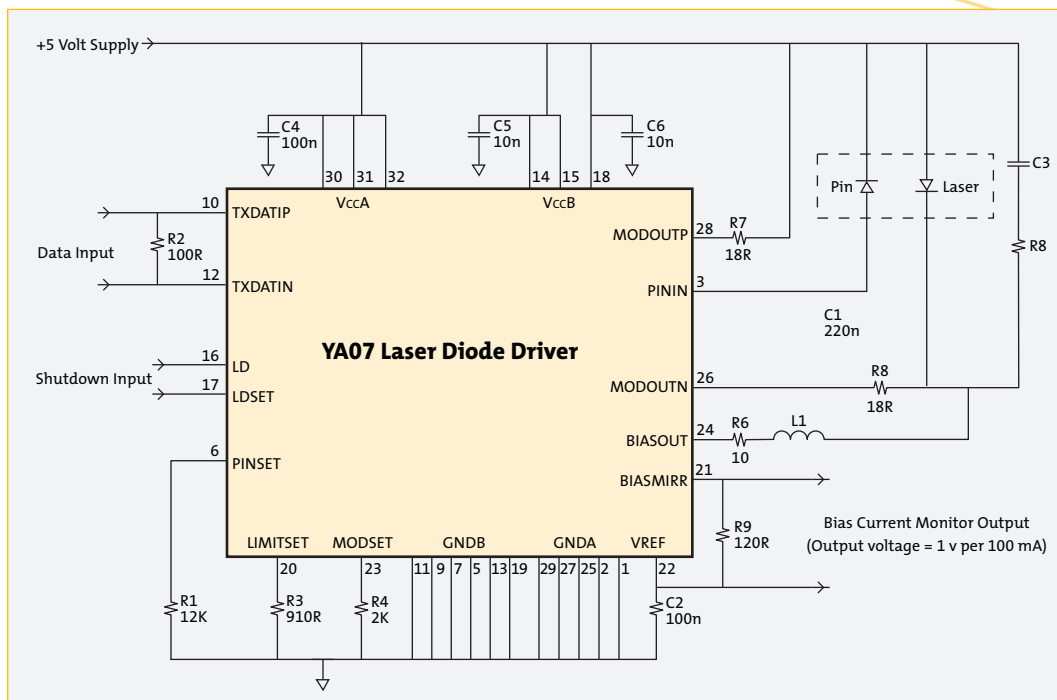 +5 Volt Supply
C4
100n
C5
10n
C6
10n
C3
30
31
32
14
15
18
Pin
Laser
VCCA
VCCB
10
TXDATIP
R7
28
MODOUTP
18R
R8
R2
100R
Data Input
3
PININ
12
TXDATIN
C1
220n
YA07 Laser Diode Driver
16
LD
Shutdown Input
17
LDSET
26
MODOUTN
R8
18R
24
BIASOUT
R6
10
L1
6
PINSET
21
BIASMIRR
R9
120R
Bias Current Monitor Output
(Output voltage = 1 v per 100 mA)
LIMITSET
MODSET
GNDB
GNDA
VREF
20
23
11
9
7
5
13
19
29
27
25
2
1
22
R1
12K
R3
910R
R4
2K
C2
100n